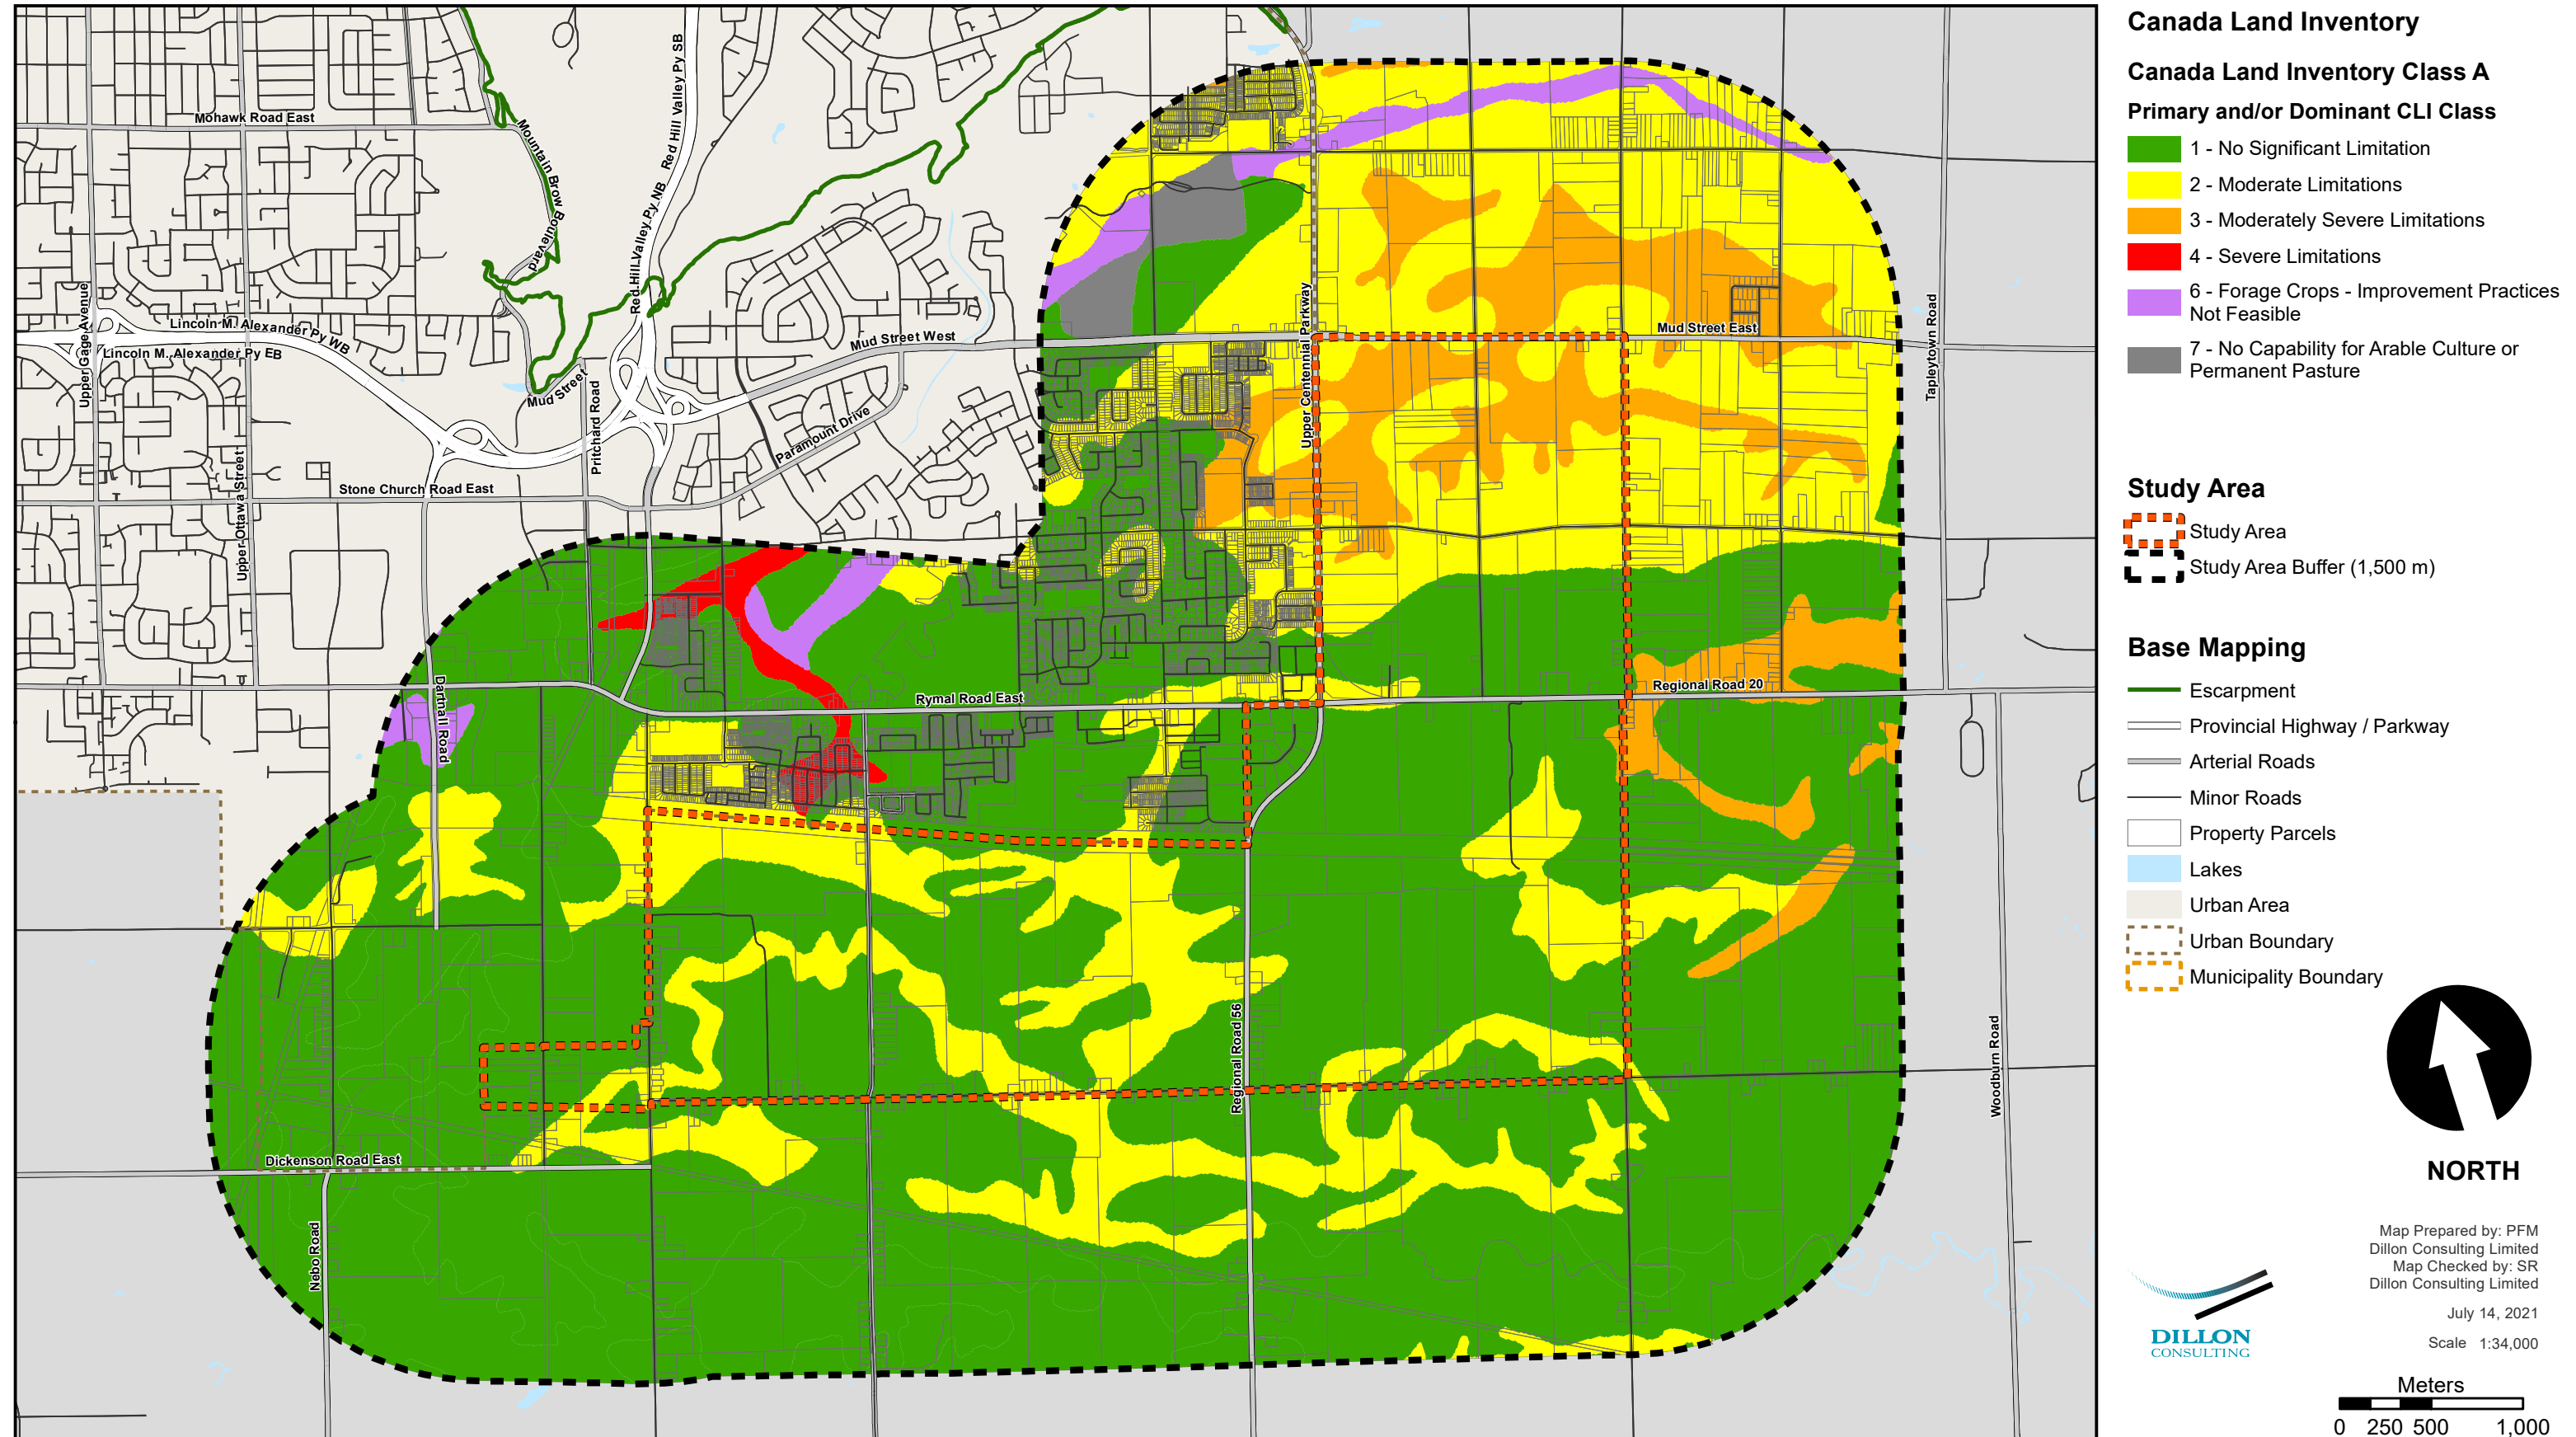 Mohawk Road East
Mountain Brow Boulevard
Red Hill Valley Py SB
Red Hill Valley Py NB
Upper Gage Avenue
Lincoln M. Alexander Py WB
Lincoln M. Alexander Py EB
Mud Street
Pritchard Road
Mud Street West
Paramount Drive
Upper Centennial Parkway
Mud Street East
Tapleytown Road
Stone Church Road East
Upper Ottawa Street
Dartnall Road
Rymal Road East
Regional Road 20
Regional Road 56
Woodburn Road
Dickenson Road East
Nebo Road
Canada Land Inventory
Canada Land Inventory Class A
Primary and/or Dominant CLI Class
1 - No Significant Limitation
2 - Moderate Limitations
3 - Moderately Severe Limitations
4 - Severe Limitations
6 - Forage Crops - Improvement Practices
Not Feasible
7 - No Capability for Arable Culture or
Permanent Pasture
Study Area
Study Area
Study Area Buffer (1,500 m)
Base Mapping
Escarpment
Provincial Highway / Parkway
Arterial Roads
Minor Roads
Property Parcels
Lakes
Urban Area
Urban Boundary
Municipality Boundary
NORTH
Map Prepared by: PFM
Dillon Consulting Limited
Map Checked by: SR
Dillon Consulting Limited
July 14, 2021
Scale 1:34,000
DILLON
CONSULTING
Meters
0 250 500 1,000